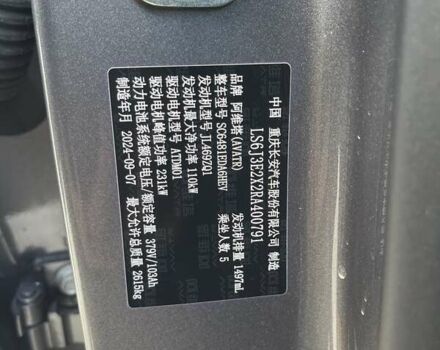 中国 重庆长安汽车股份有限公司 制造
LS6J3E2X2RA400791
品牌 阿维塔(AVATR) 发动机排量 1497mL
整车型号 SC6481EDA6HEV 乘坐人数 5
发动机型号 JL469ZQ1
发动机最大净功率 110kW
驱动电机型号 ATDM01
驱动电机峰值功率 231kW
动力电池系统额定电压/额定容量 379V/103Ah
制造年月 2024-09-07 最大允许总质量 2615kg